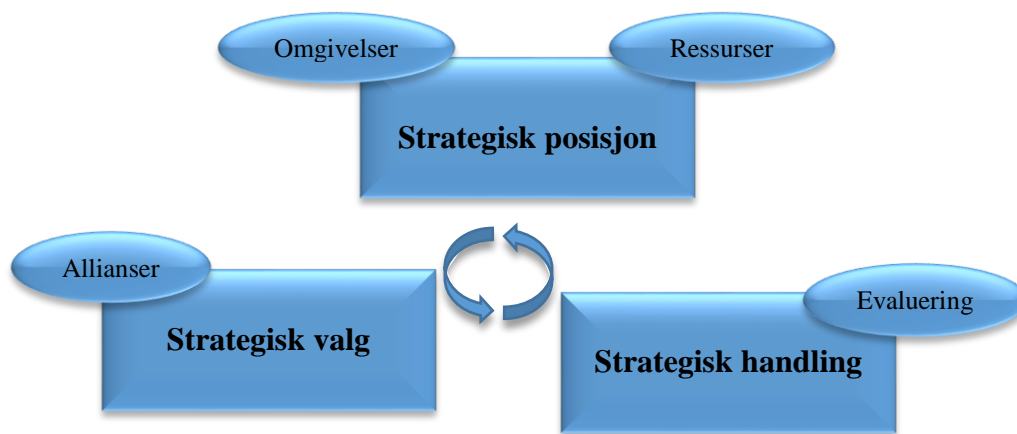 Omgivelser
Ressurser
Strategisk posisjon
Allianser
Strategisk valg
Evaluering
Strategisk handling